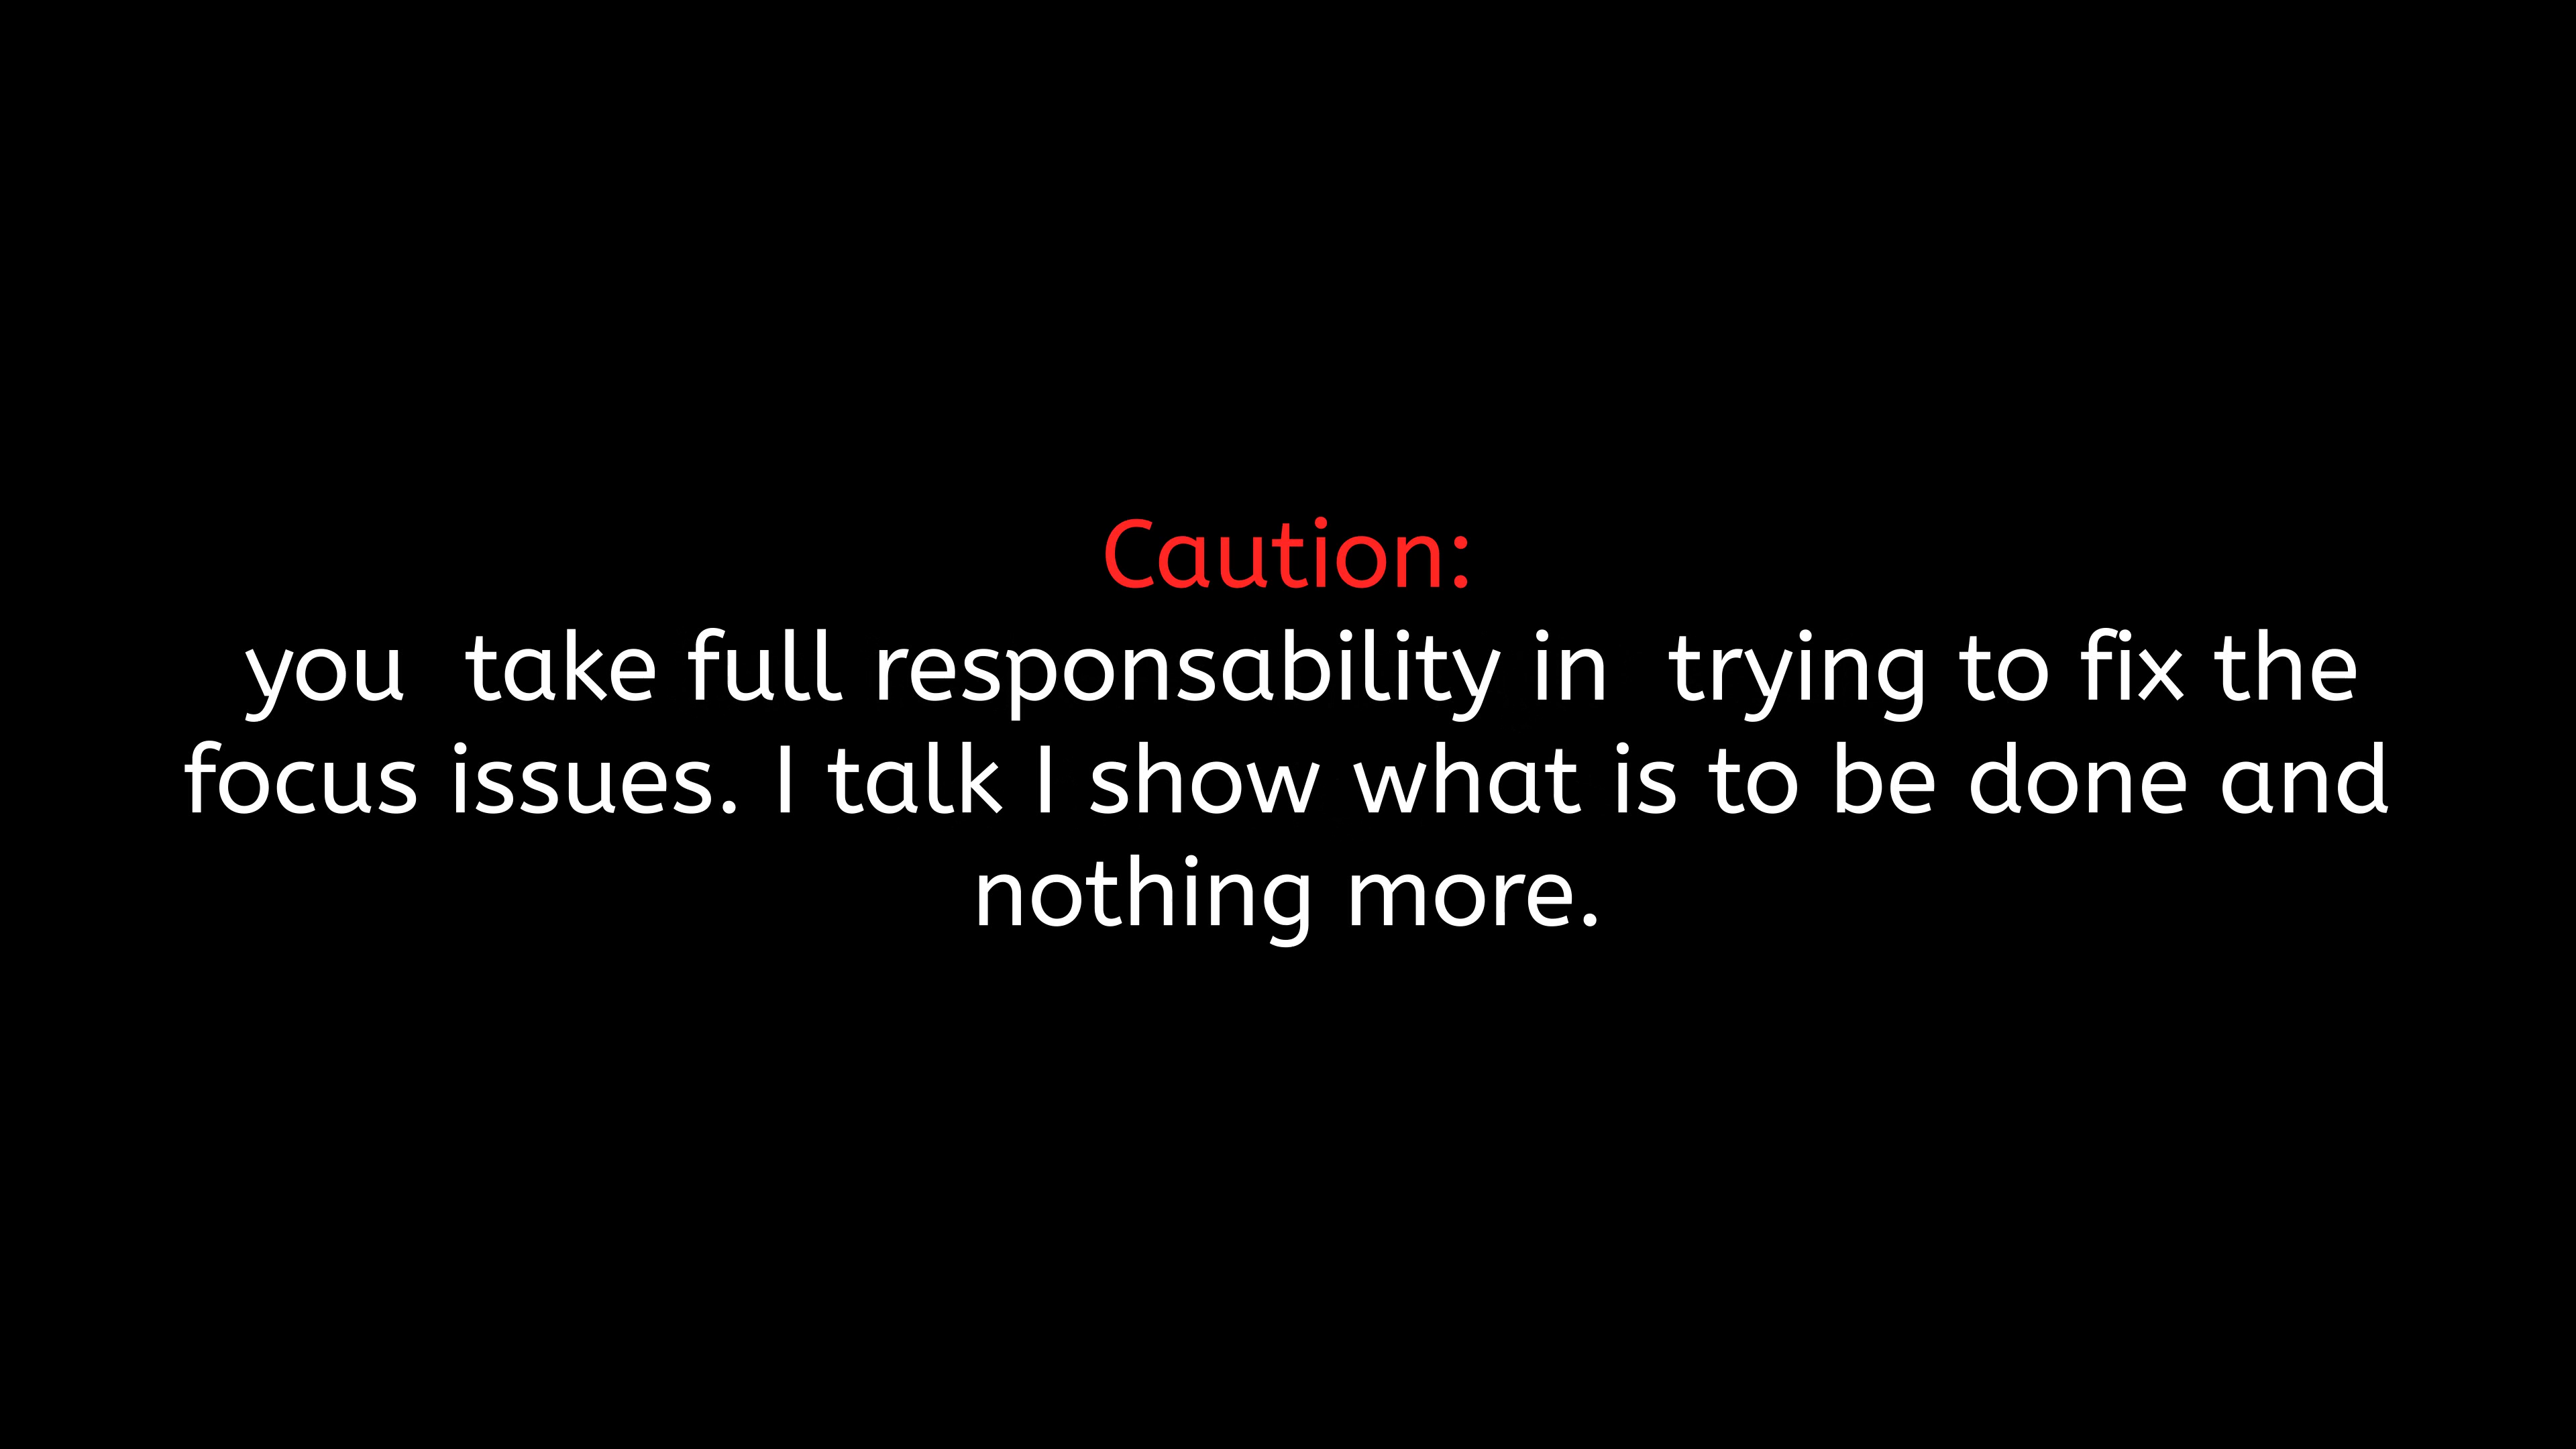 Caution:
you  take full responsability in  trying to fix the
focus issues. I talk I show what is to be done and
nothing more.